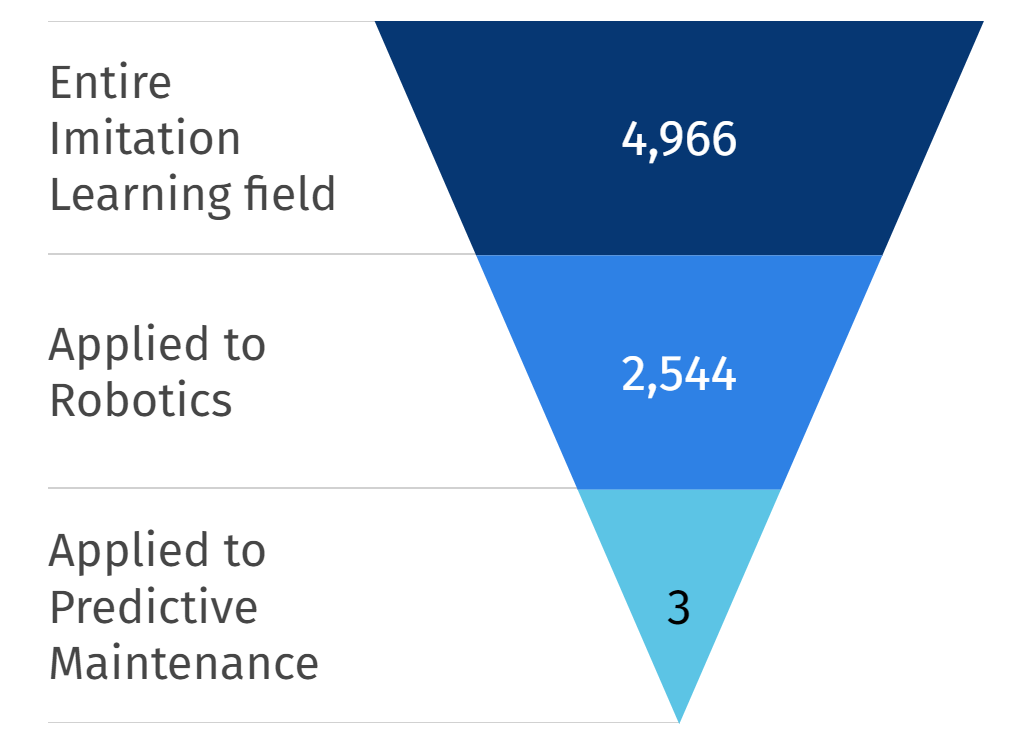 Entire
Imitation
Learning field
4,966
Applied to
Robotics
2,544
Applied to
Predictive
Maintenance
3